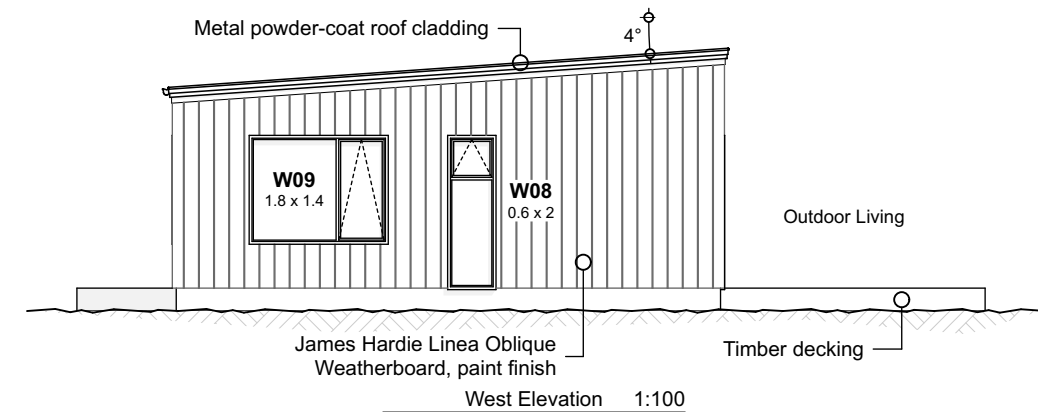 Metal powder-coat roof cladding
4°
W09
1.8 x 1.4
W08
0.6 x 2
Outdoor Living
James Hardie Linea Oblique
Weatherboard, paint finish
Timber decking
West Elevation 1:100